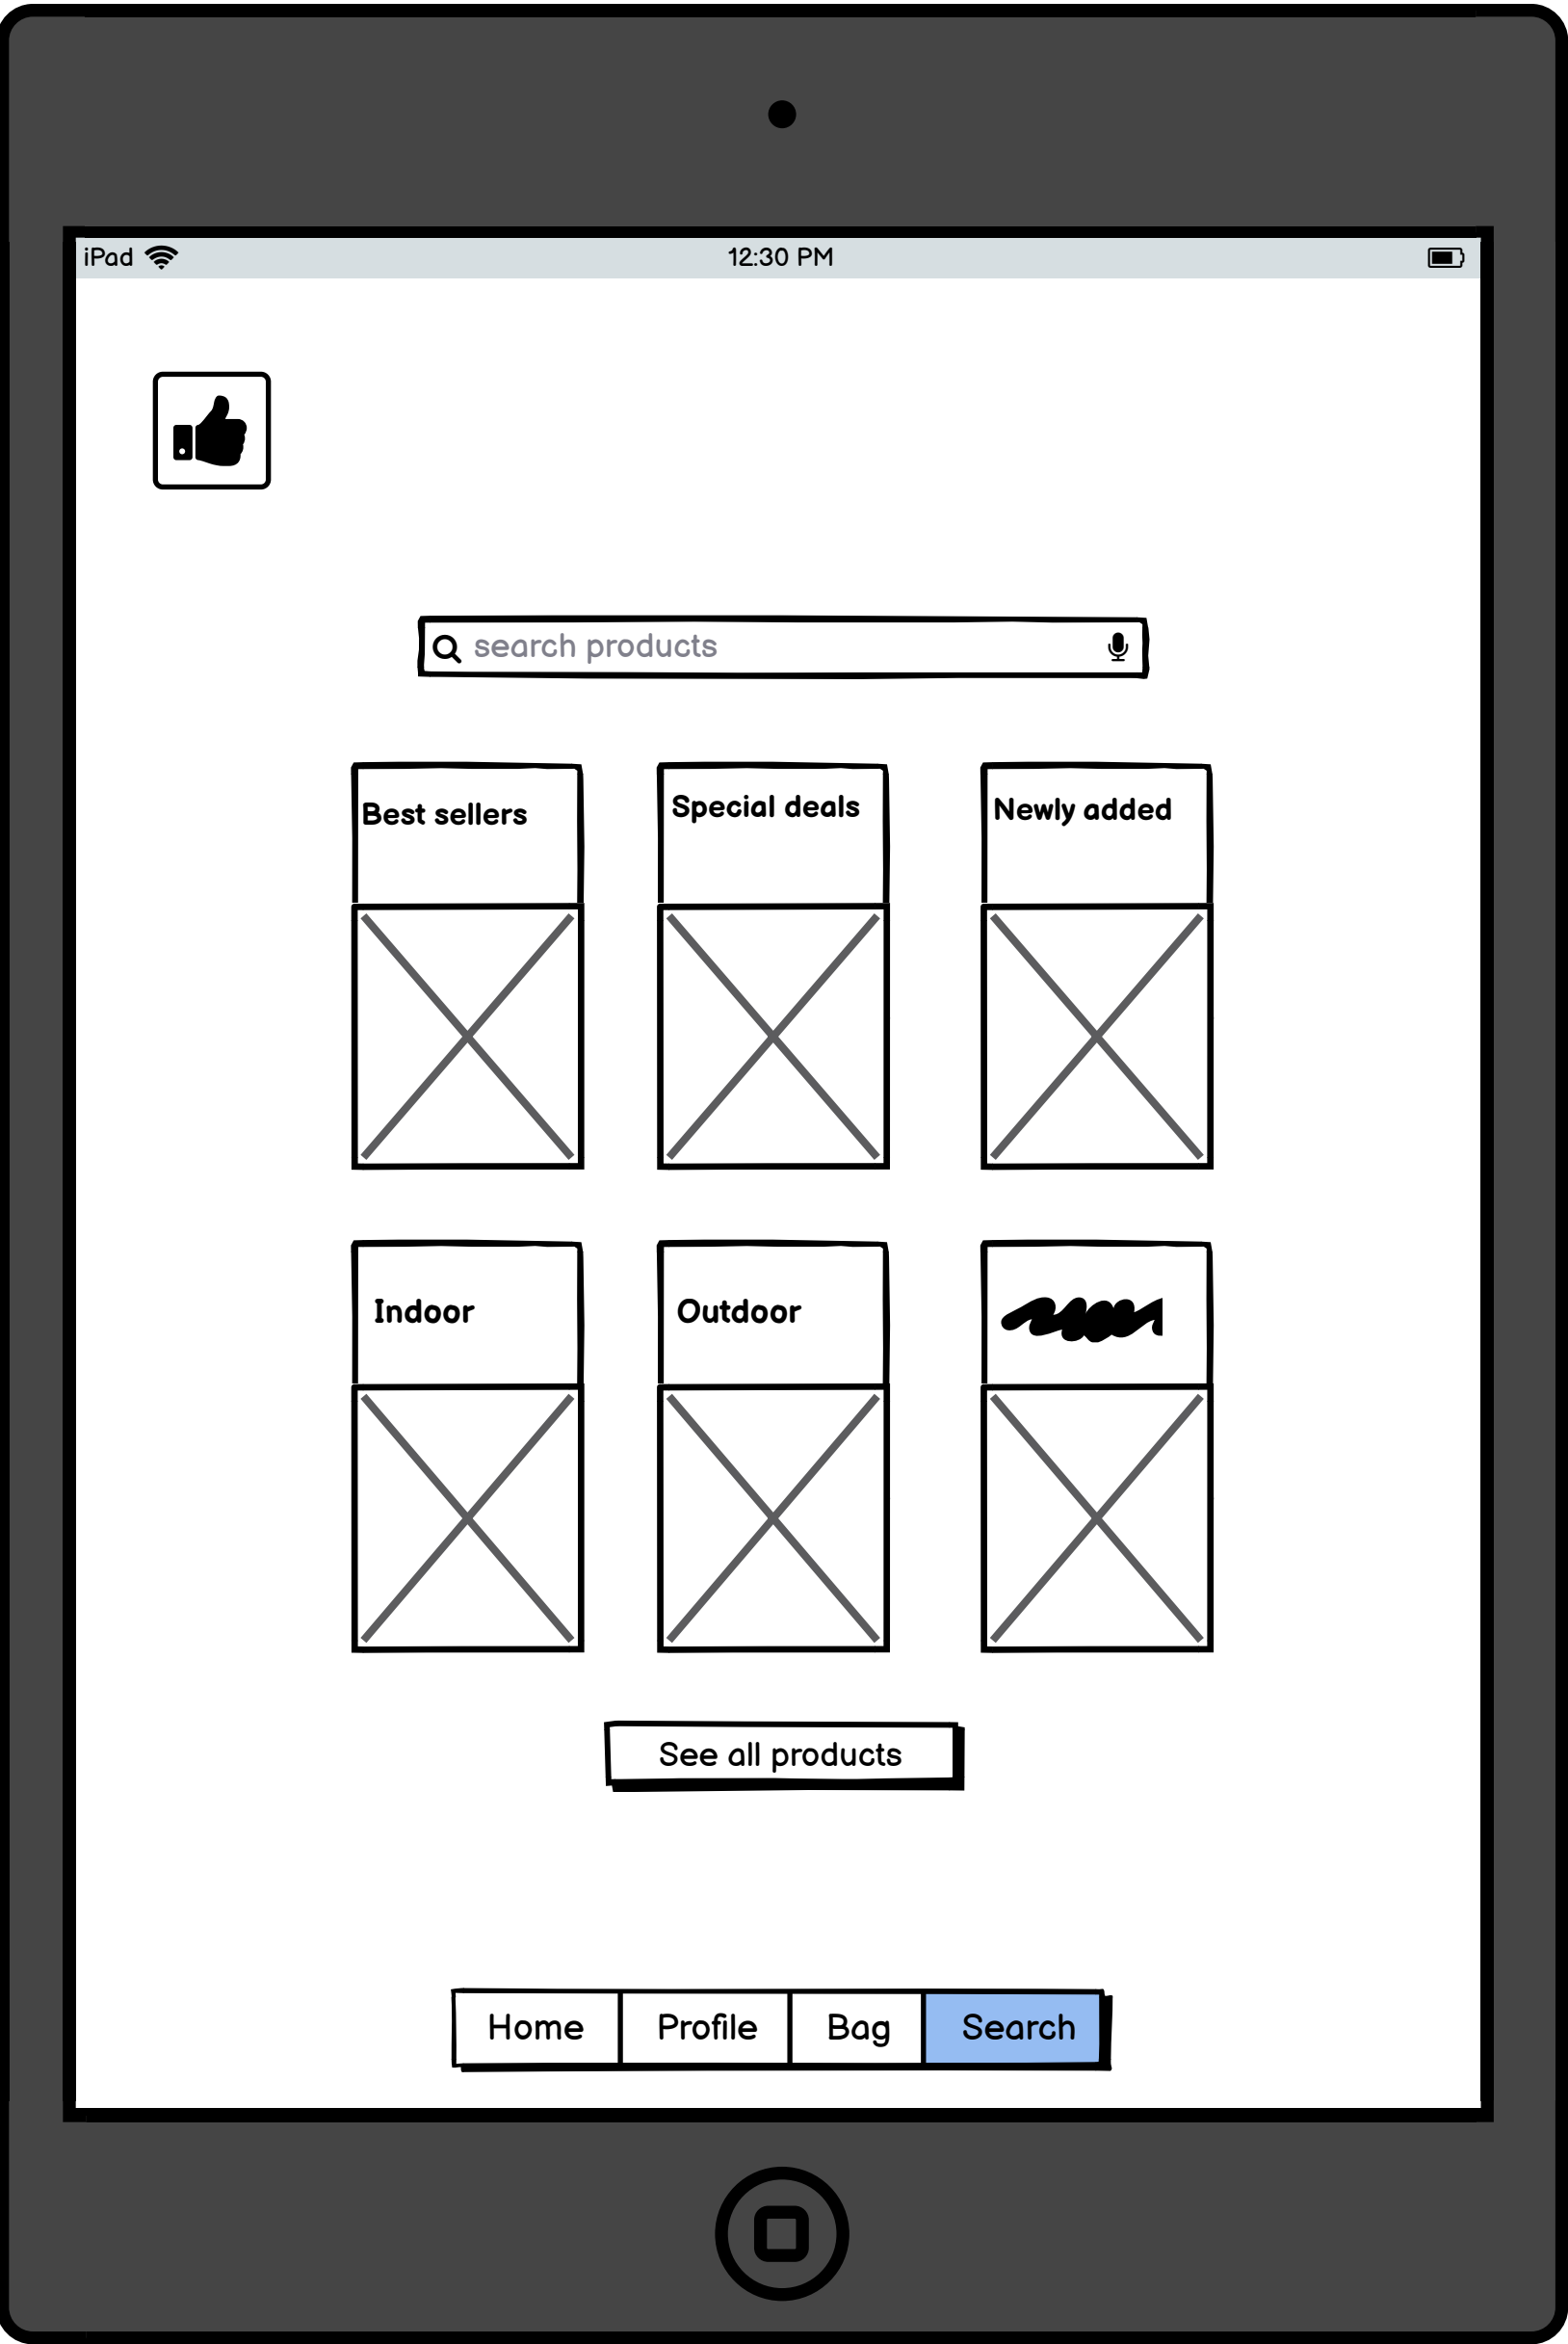 iPad 12:30 PM
search products
Best sellers Special deals Newly added
Indoor Outdoor
See all products
Home Profile Bag Search